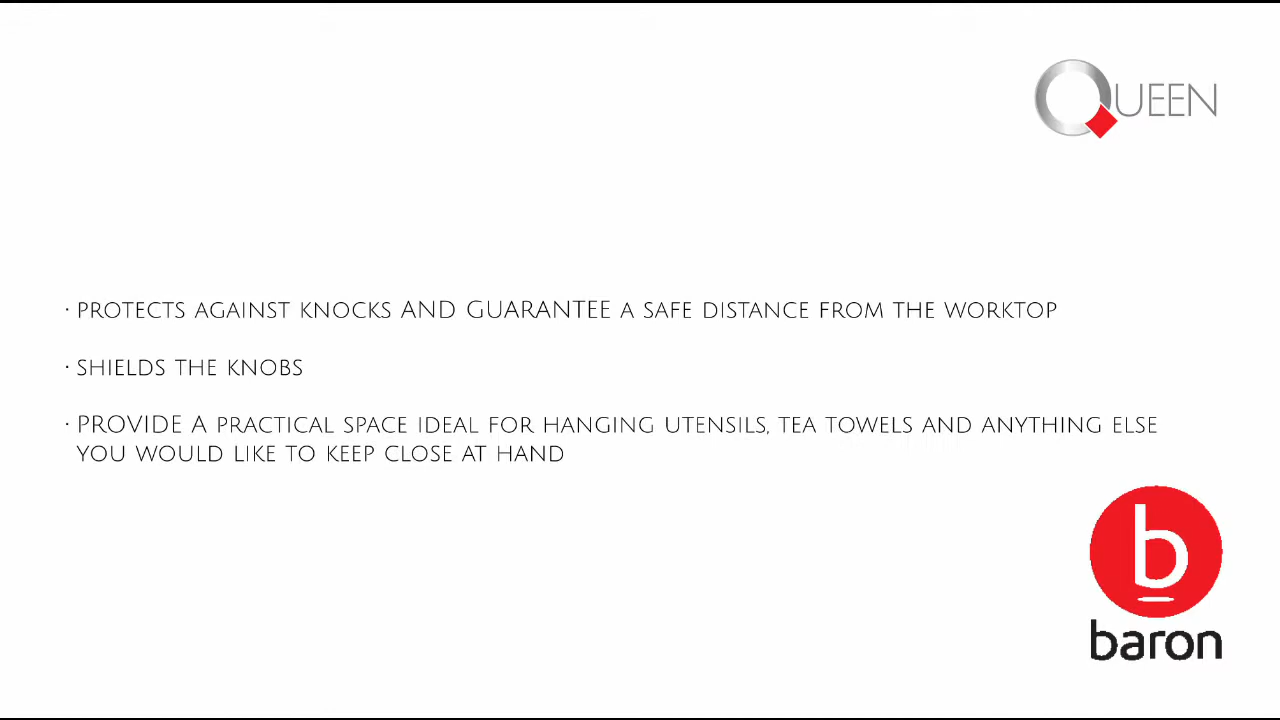 QUEEN
· PROTECTS AGAINST KNOCKS AND GUARANTEE A SAFE DISTANCE FROM THE WORKTOP
· SHIELDS THE KNOBS
· PROVIDE A PRACTICAL SPACE IDEAL FOR HANGING UTENSILS, TEA TOWELS AND ANYTHING ELSE
YOU WOULD LIKE TO KEEP CLOSE AT HAND
b
baron